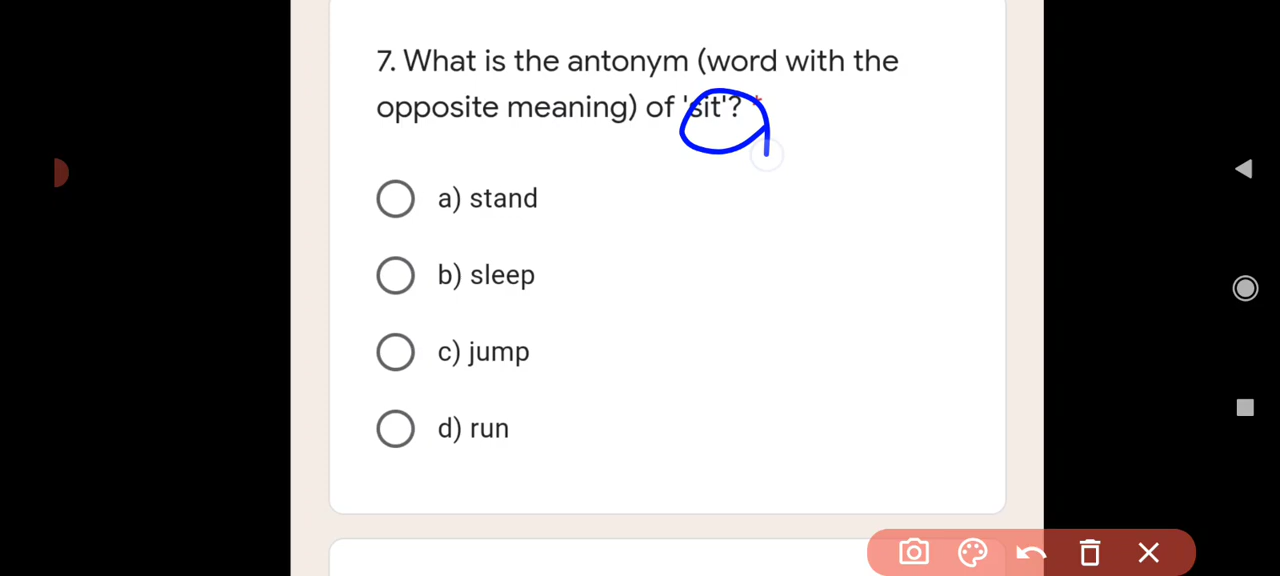 7. What is the antonym (word with the
opposite meaning) of 'sit'? *
a) stand
b) sleep
c) jump
d) run